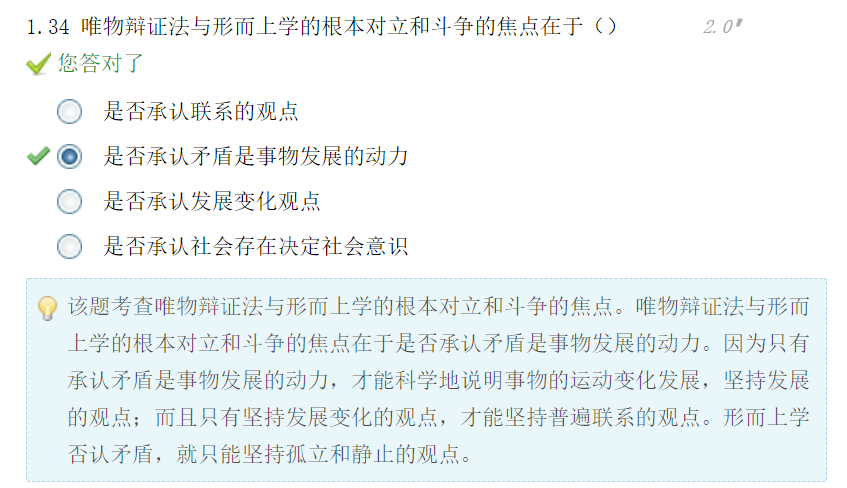 1.34 唯物辩证法与形而上学的根本对立和斗争的焦点在于（） 2.0
您答对了
是否承认联系的观点
是否承认矛盾是事物发展的动力
是否承认发展变化观点
是否承认社会存在决定社会意识
该题考查唯物辩证法与形而上学的根本对立和斗争的焦点。唯物辩证法与形而
上学的根本对立和斗争的焦点在于是否承认矛盾是事物发展的动力。因为只有
承认矛盾是事物发展的动力，才能科学地说明事物的运动变化发展，坚持发展
的观点；而且只有坚持发展变化的观点，才能坚持普遍联系的观点。形而上学
否认矛盾，就只能坚持孤立和静止的观点。